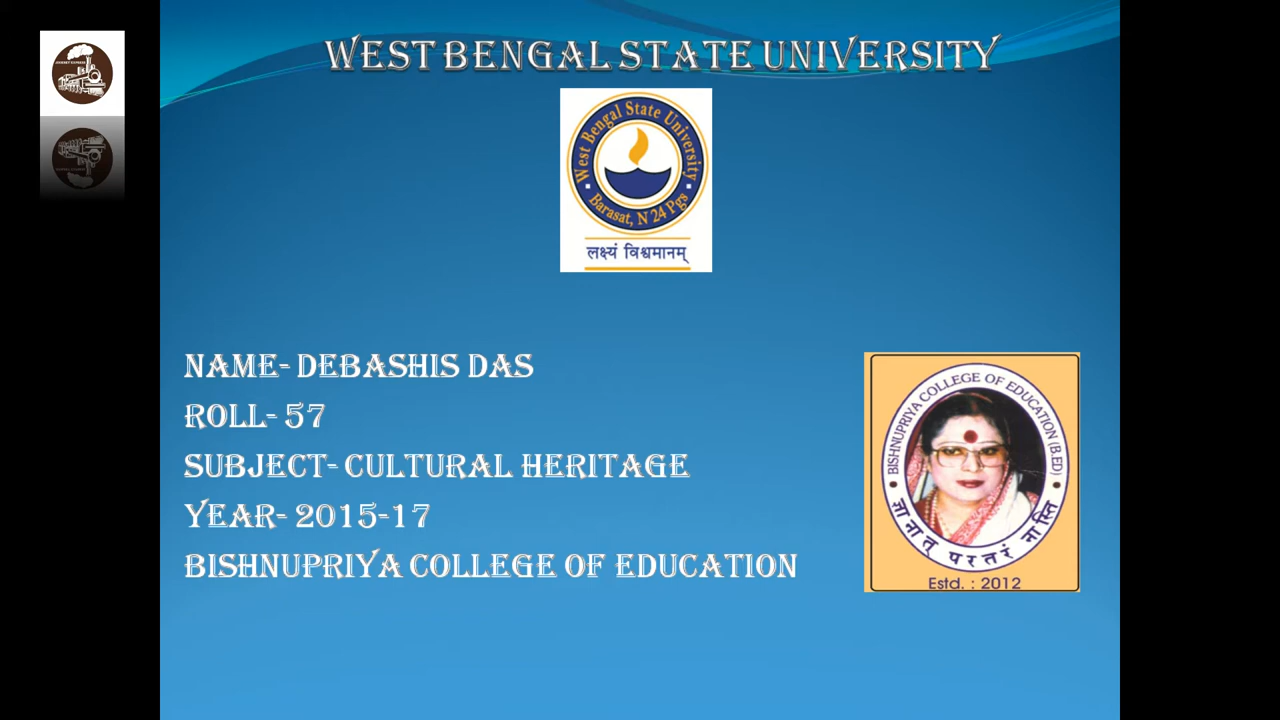 WEST BENGAL STATE UNIVERSITY
West Bengal State University
Barasat, N 24 Pgs
लक्ष्यं विश्वमानम्
NAME- DEBASHIS DAS
ROLL- 57
SUBJECT- CULTURAL HERITAGE
YEAR- 2015-17
BISHNUPRIYA COLLEGE OF EDUCATION
BISHNUPRIYA COLLEGE OF EDUCATION (B.ED)
ज्ञानात् परतरं नास्ति
Estd. : 2012